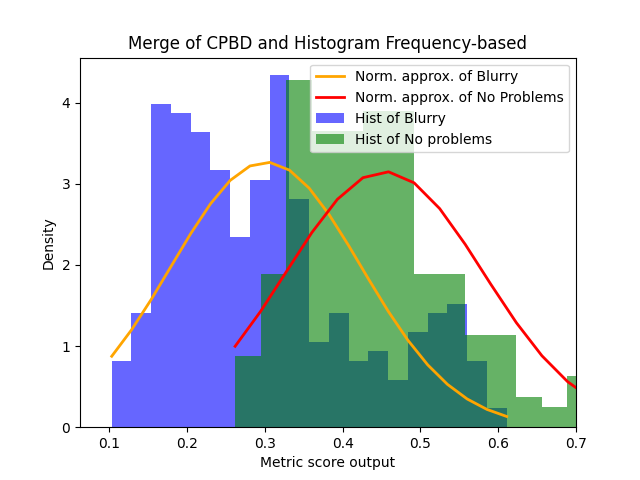 Merge of CPBD and Histogram Frequency-based
Norm. approx. of Blurry
Norm. approx. of No Problems
Hist of Blurry
Hist of No problems
Density
4
3
2
1
0
0.1 0.2 0.3 0.4 0.5 0.6 0.7
Metric score output